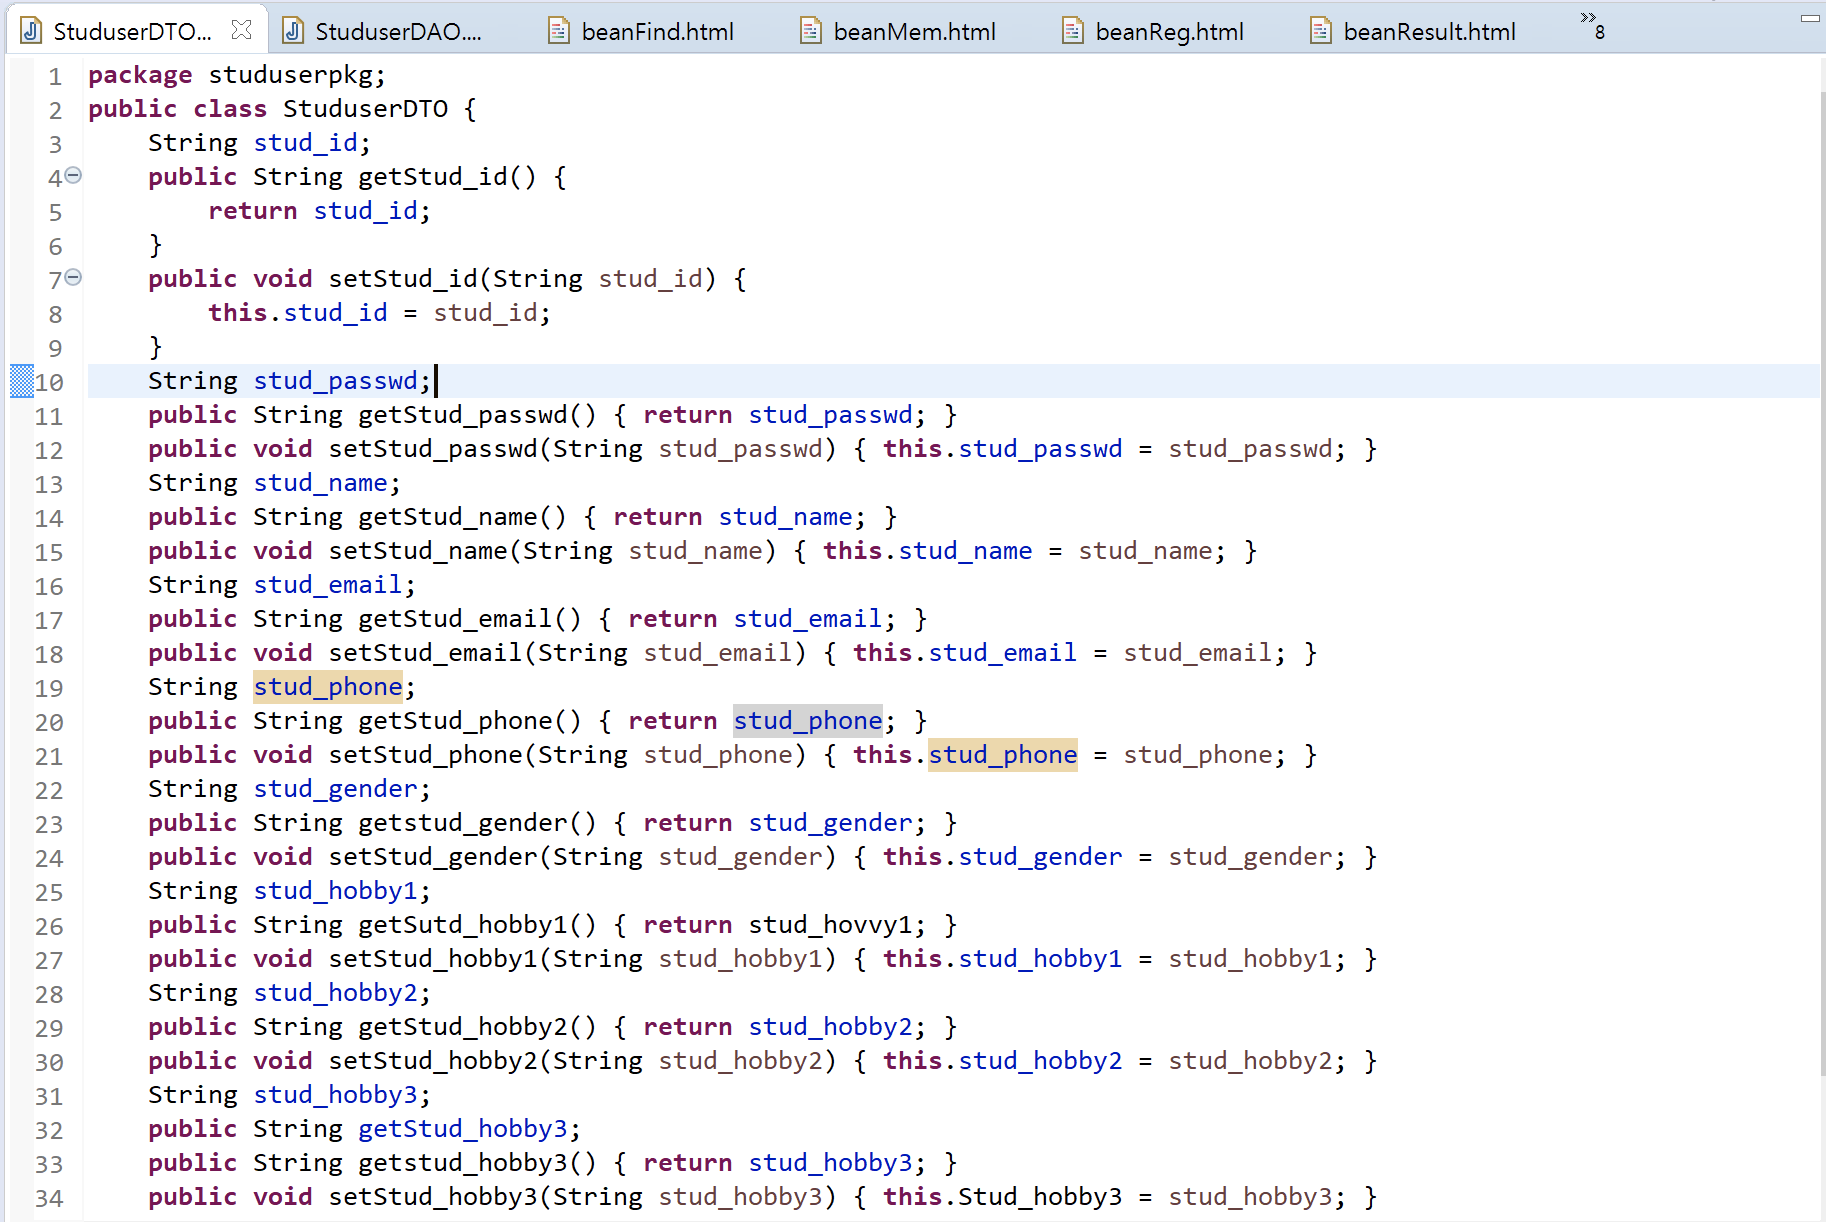 StuduserDTO... StuduserDAO.... beanFind.html beanMem.html beanReg.html beanResult.html »8
1 package studuserpkg;
2 public class StuduserDTO {
3 String stud_id;
4 public String getStud_id() {
5 return stud_id;
6 }
7 public void setStud_id(String stud_id) {
8 this.stud_id = stud_id;
9 }
10 String stud_passwd;
11 public String getStud_passwd() { return stud_passwd; }
12 public void setStud_passwd(String stud_passwd) { this.stud_passwd = stud_passwd; }
13 String stud_name;
14 public String getStud_name() { return stud_name; }
15 public void setStud_name(String stud_name) { this.stud_name = stud_name; }
16 String stud_email;
17 public String getStud_email() { return stud_email; }
18 public void setStud_email(String stud_email) { this.stud_email = stud_email; }
19 String stud_phone;
20 public String getStud_phone() { return stud_phone; }
21 public void setStud_phone(String stud_phone) { this.stud_phone = stud_phone; }
22 String stud_gender;
23 public String getstud_gender() { return stud_gender; }
24 public void setStud_gender(String stud_gender) { this.stud_gender = stud_gender; }
25 String stud_hobby1;
26 public String getSutd_hobby1() { return stud_hovvy1; }
27 public void setStud_hobby1(String stud_hobby1) { this.stud_hobby1 = stud_hobby1; }
28 String stud_hobby2;
29 public String getStud_hobby2() { return stud_hobby2; }
30 public void setStud_hobby2(String stud_hobby2) { this.stud_hobby2 = stud_hobby2; }
31 String stud_hobby3;
32 public String getStud_hobby3;
33 public String getstud_hobby3() { return stud_hobby3; }
34 public void setStud_hobby3(String stud_hobby3) { this.Stud_hobby3 = stud_hobby3; }